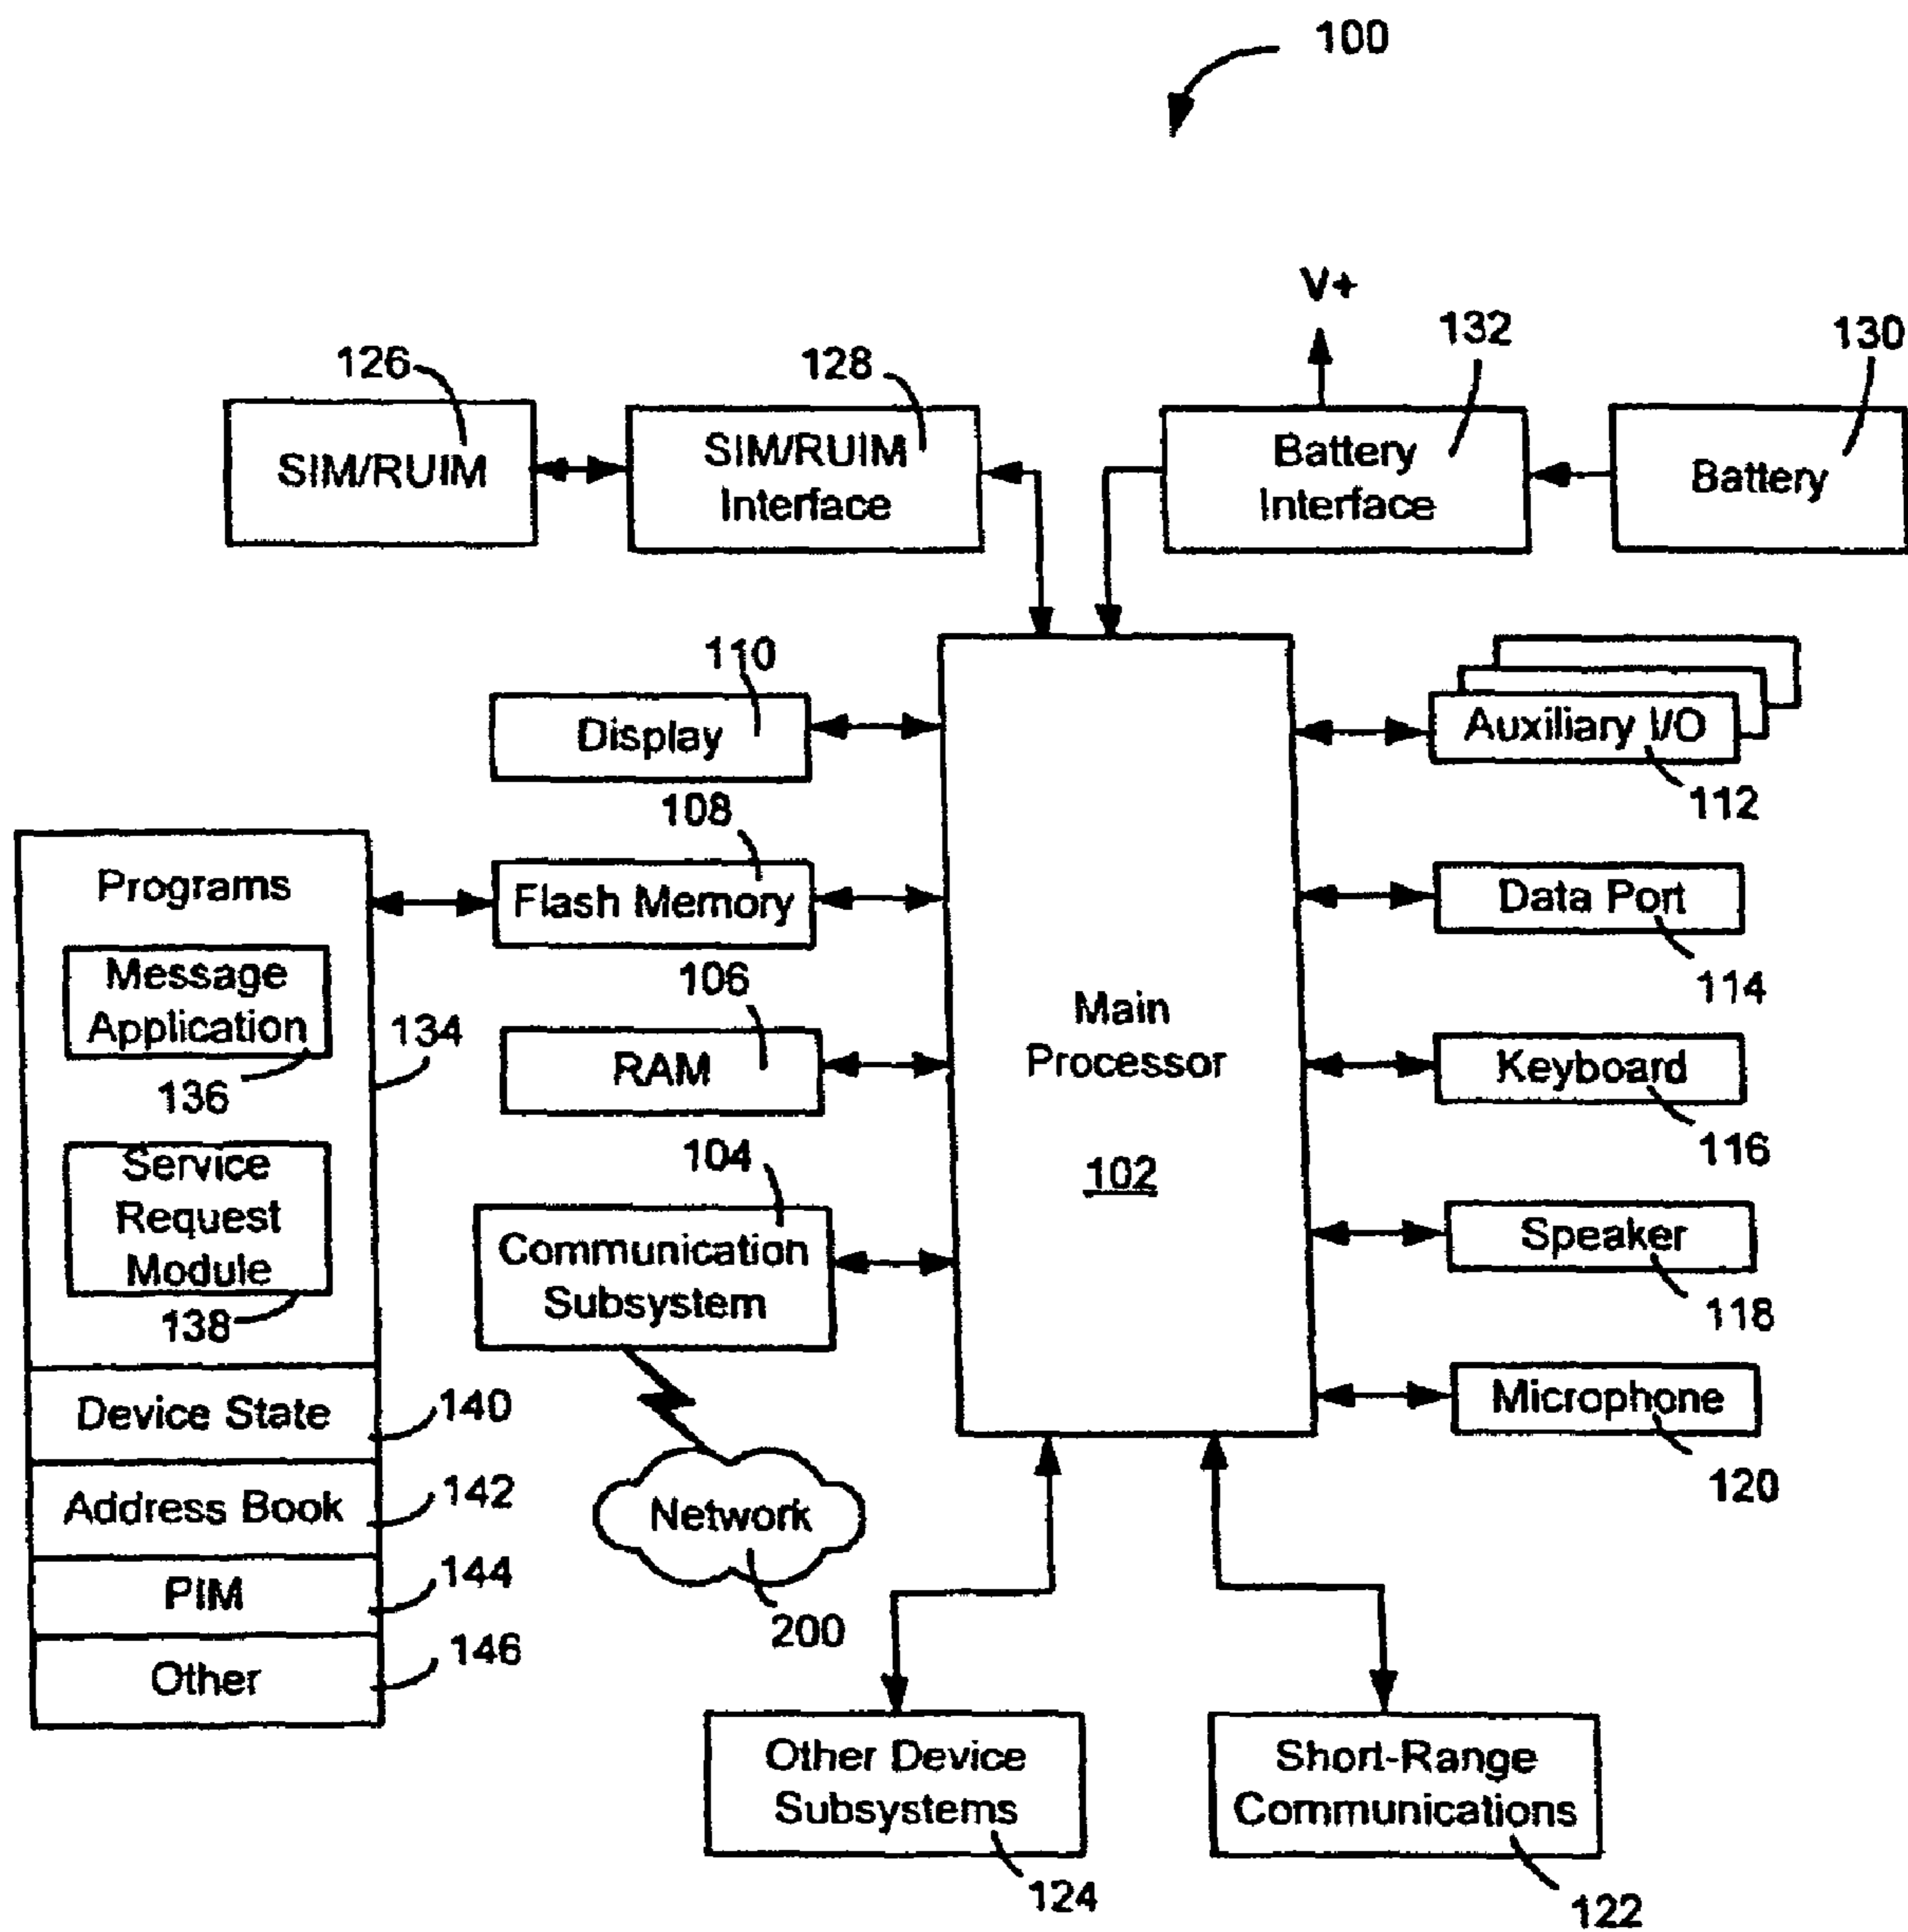 100
V+
126
128
132
130
SIM/RUIM
SIM/RUIM
Interface
Battery
Interface
Battery
110
Display
Auxiliary I/O
112
108
Programs
Flash Memory
Data Port
114
Message
Application
136
134
106
RAM
Main
Processor
102
Keyboard
116
Service
Request
Module
138
104
Communication
Subsystem
Speaker
118
Device State
140
Microphone
120
Address Book
142
Network
200
PIM
144
Other
146
Other Device
Subsystems
124
Short-Range
Communications
122